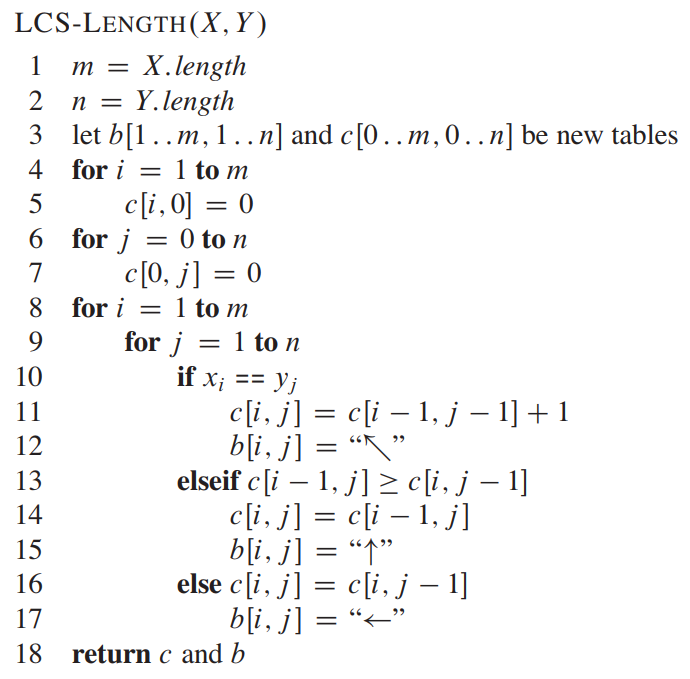 LCS-LENGTH(X, Y)
1 m = X.length
2 n = Y.length
3 let b[1..m, 1..n] and c[0..m, 0..n] be new tables
4 for i = 1 to m
5 c[i, 0] = 0
6 for j = 0 to n
7 c[0, j] = 0
8 for i = 1 to m
9 for j = 1 to n
10 if xᵢ == yⱼ
11 c[i, j] = c[i − 1, j − 1] + 1
12 b[i, j] = “↖”
13 elseif c[i − 1, j] ≥ c[i, j − 1]
14 c[i, j] = c[i − 1, j]
15 b[i, j] = “↑”
16 else c[i, j] = c[i, j − 1]
17 b[i, j] = “←”
18 return c and b